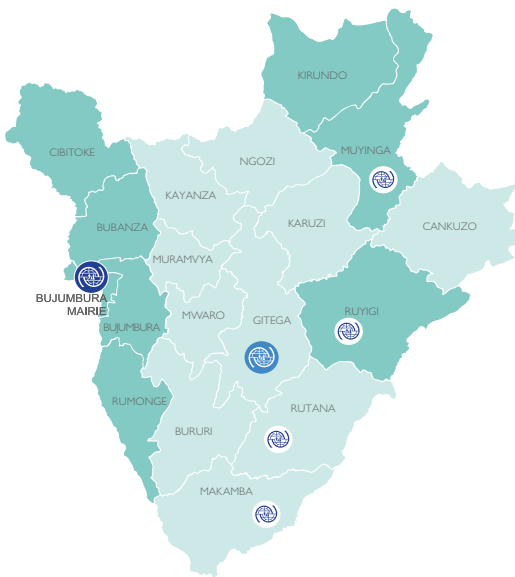 KIRUNDO
MUYINGA
CIBITOKE
NGOZI
KAYANZA
BUBANZA
KARUZI
CANKUZO
MURAMVYA
BUJUMBURA
MAIRIE
MWARO
GITEGA
RUYIGI
BUJUMBURA
RUMONGE
RUTANA
BURURI
MAKAMBA